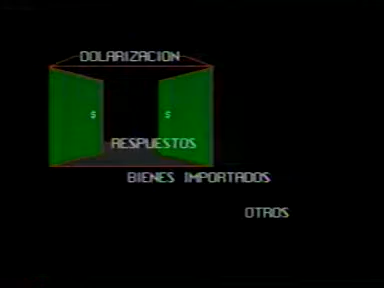 DOLARIZACION
$ $
RESPUESTOS
BIENES IMPORTADOS
OTROS